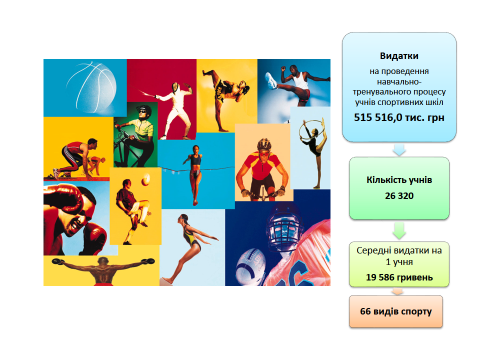 Видатки
на проведення
навчально-
тренувального процесу
учнів спортивних шкіл
515 516,0 тис. грн
Кількість учнів
26 320
Середні видатки на
1 учня
19 586 гривень
66 видів спорту